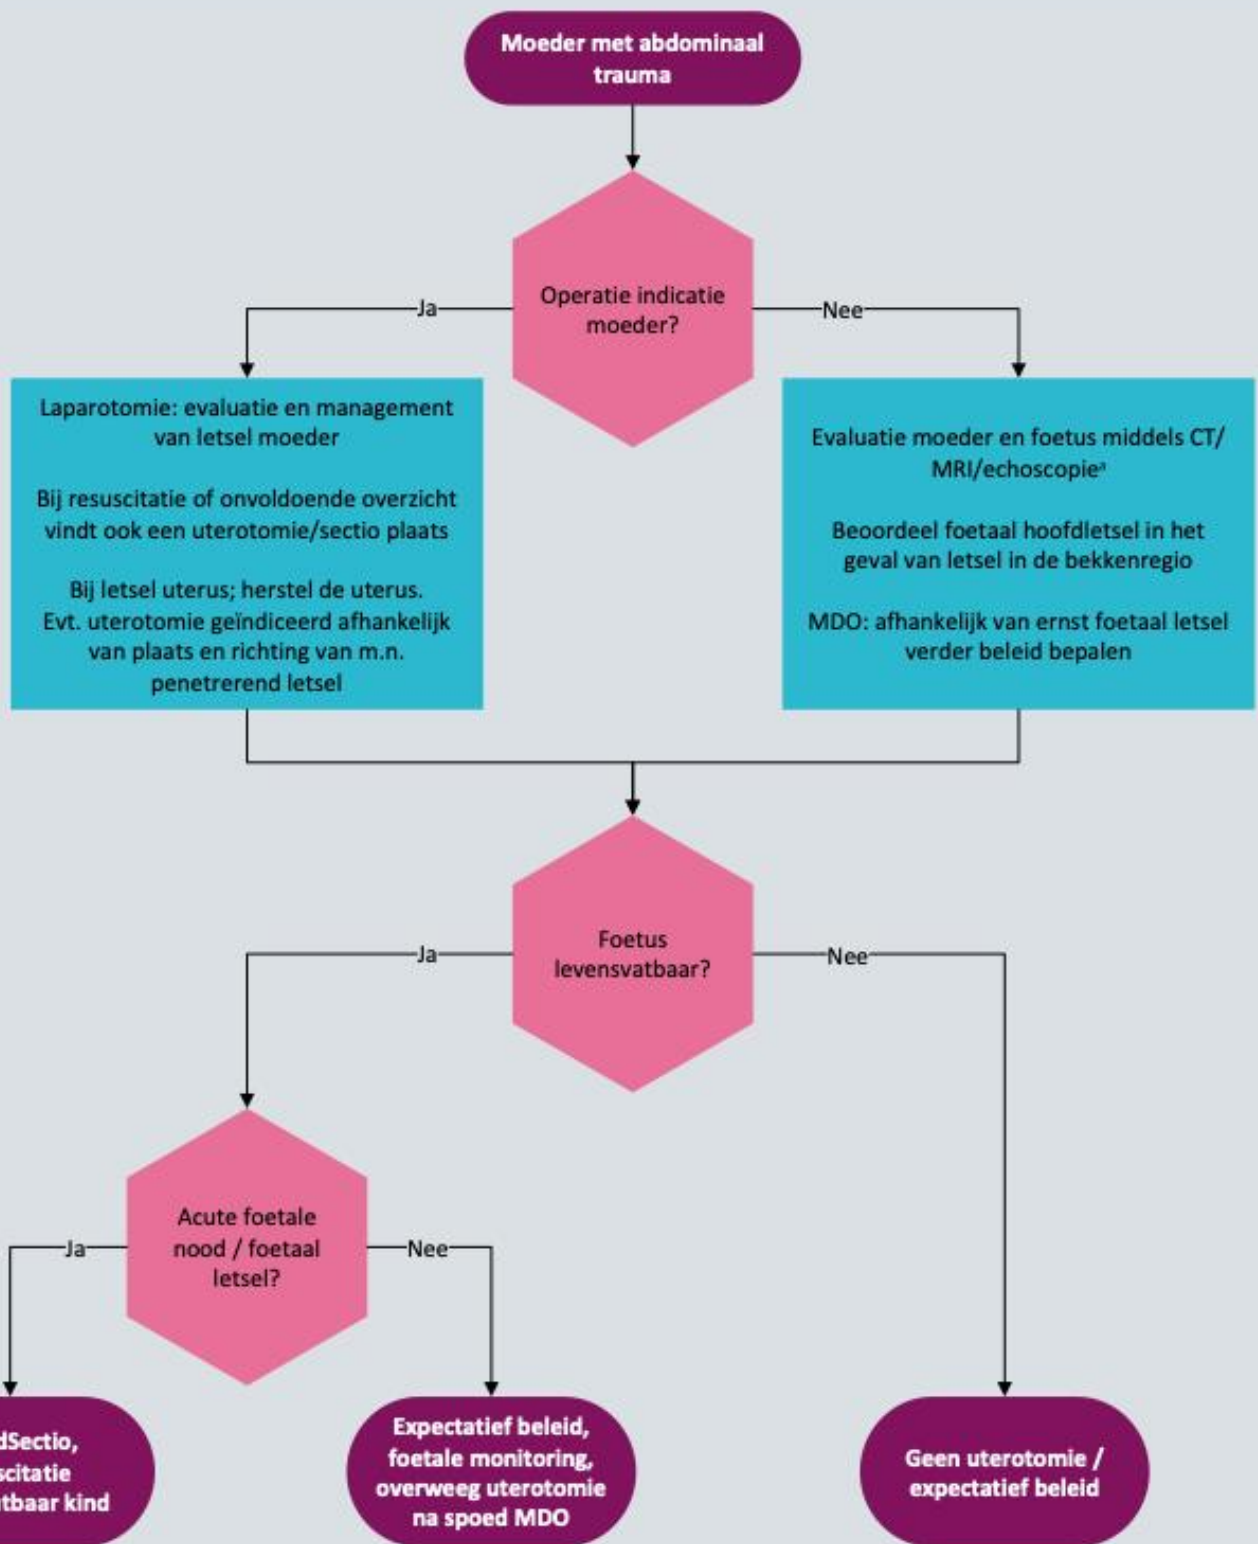 Moeder met abdominaal
trauma
Operatie indicatie
moeder?
Ja
Nee
Laparotomie: evaluatie en management
van letsel moeder
Bij resuscitatie of onvoldoende overzicht
vindt ook een uterotomie/sectio plaats
Bij letsel uterus; herstel de uterus.
Evt. uterotomie geïndiceerd afhankelijk
van plaats en richting van m.n.
penetrerend letsel
Evaluatie moeder en foetus middels CT/
MRI/echoscopieᵃ
Beoordeel foetaal hoofdletsel in het
geval van letsel in de bekkenregio
MDO: afhankelijk van ernst foetaal letsel
verder beleid bepalen
Foetus
levensvatbaar?
Ja
Nee
Acute foetale
nood / foetaal
letsel?
Ja
Nee
dSectio,
scitatie
tbaar kind
Expectatief beleid,
foetale monitoring,
overweeg uterotomie
na spoed MDO
Geen uterotomie /
expectatief beleid